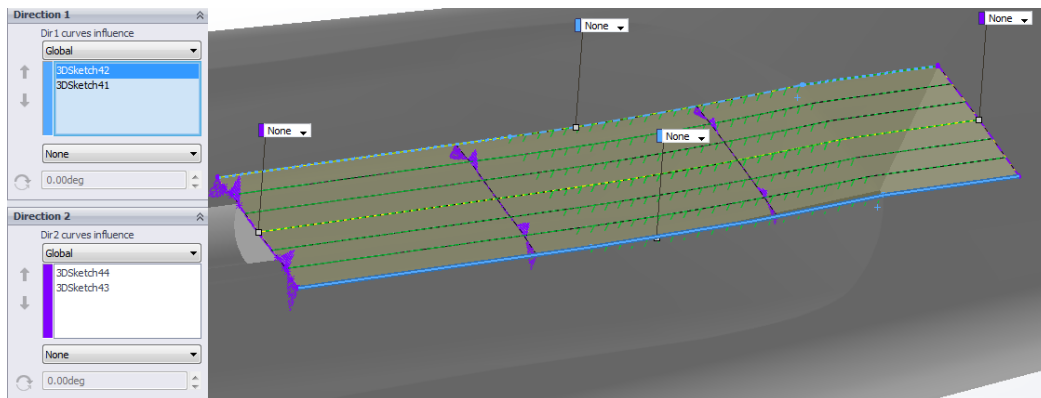 Direction 1
Dir1 curves influence
Global
3DSketch42
3DSketch41
None
0.00deg
Direction 2
Dir2 curves influence
Global
3DSketch44
3DSketch43
None
0.00deg
None
None
None
None